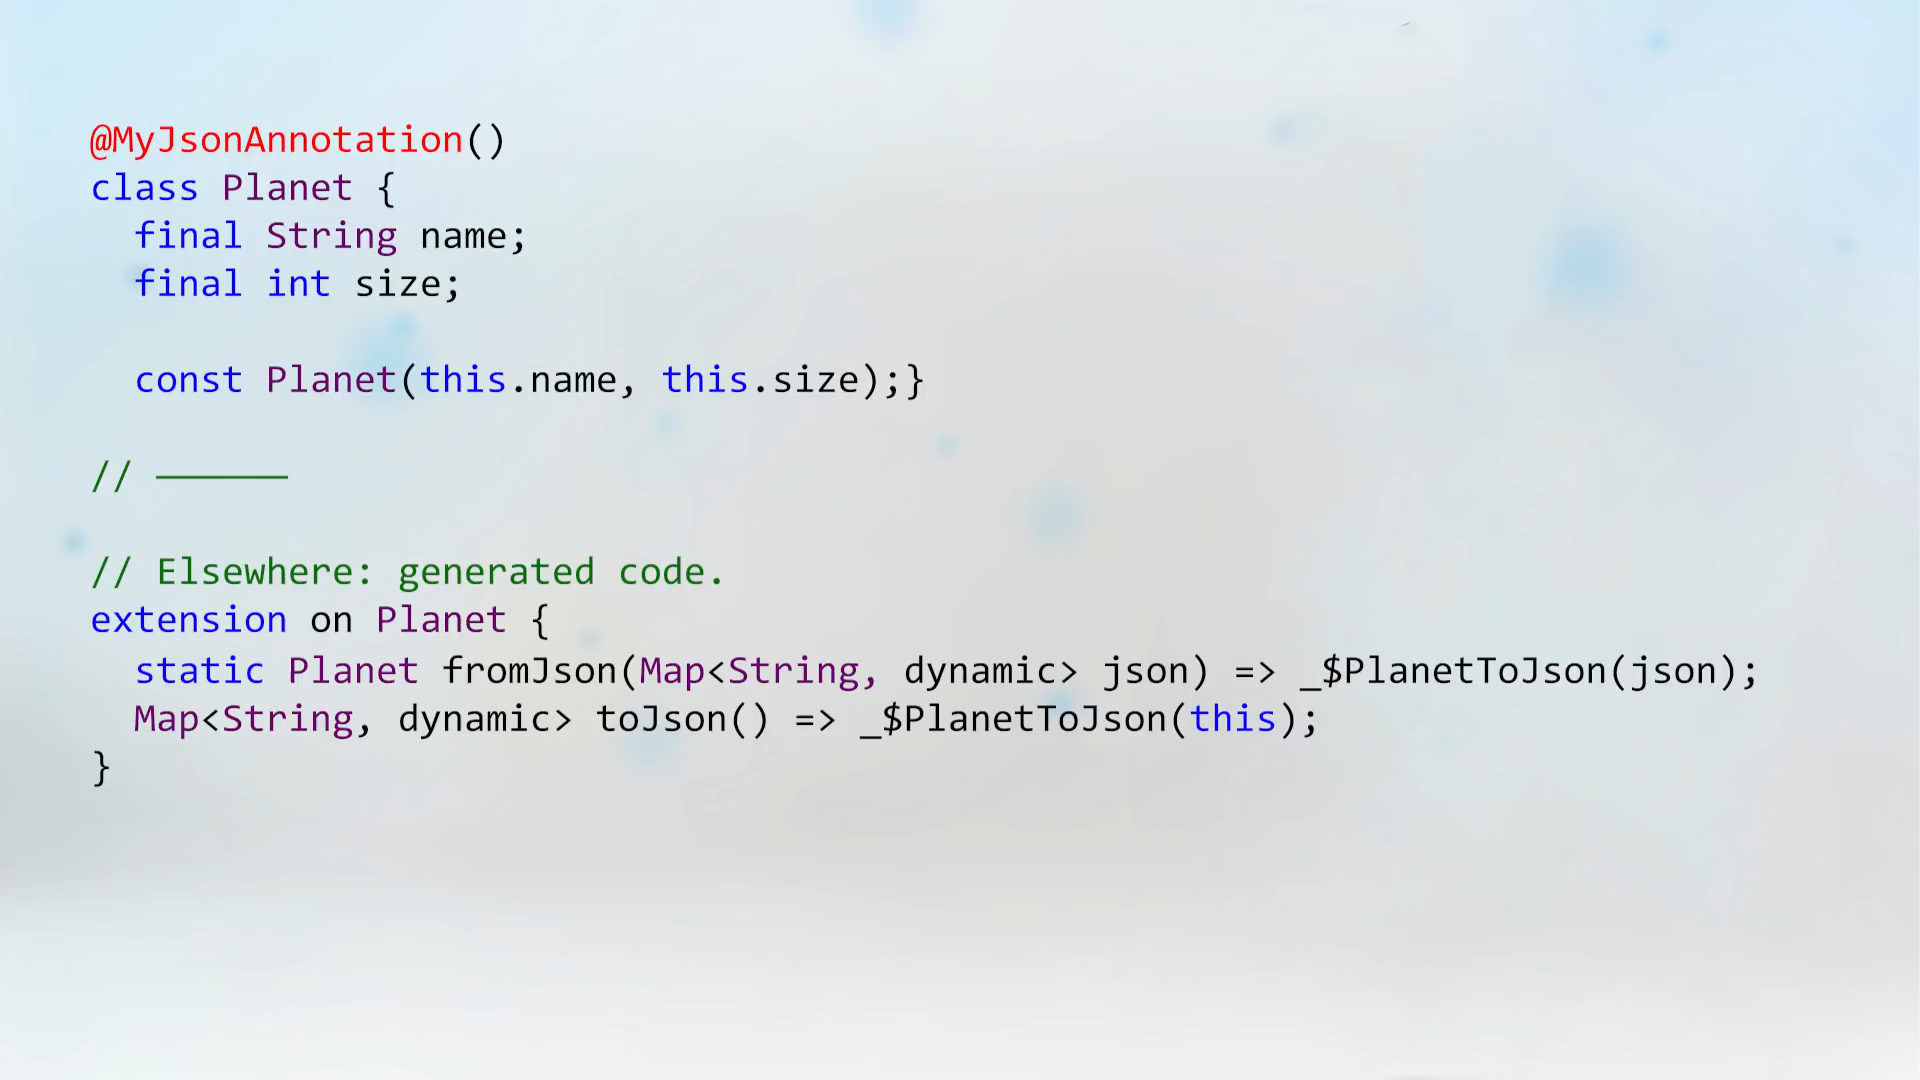 @MyJsonAnnotation()
class Planet {
  final String name;
  final int size;

  const Planet(this.name, this.size);}

// ——————

// Elsewhere: generated code.
extension on Planet {
  static Planet fromJson(Map<String, dynamic> json) => _$PlanetToJson(json);
  Map<String, dynamic> toJson() => _$PlanetToJson(this);
}